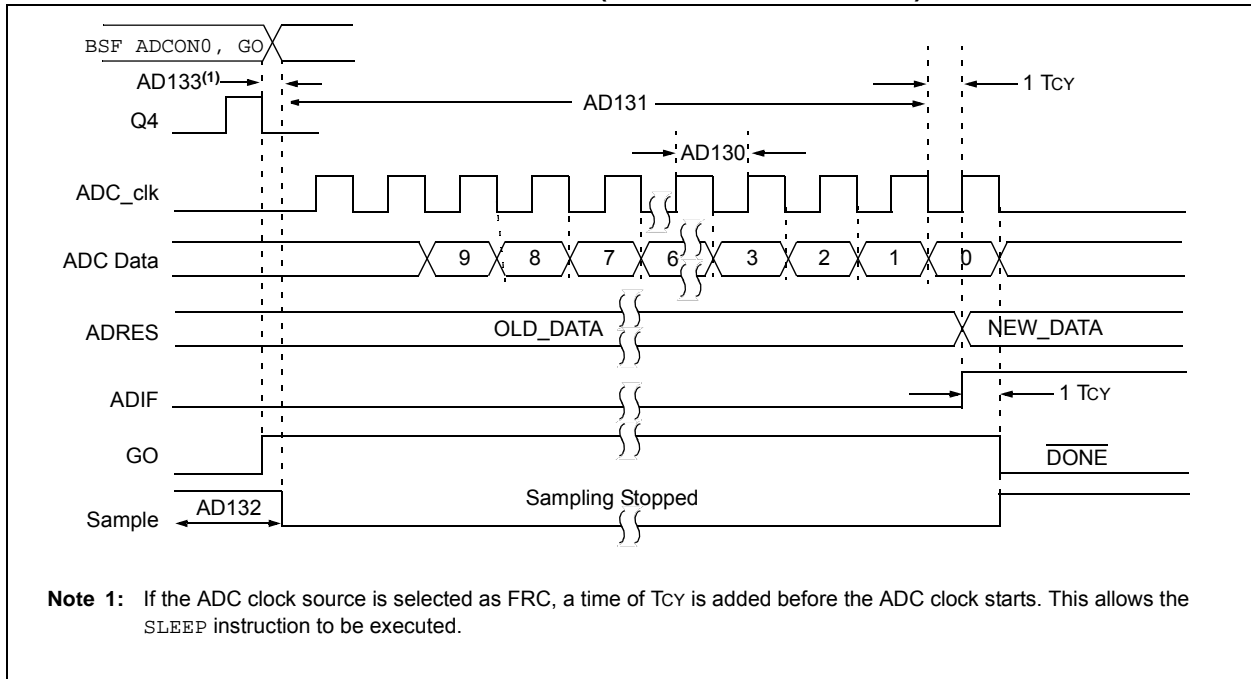 BSF ADCON0, GO
AD133(1)
1 TCY
AD131
Q4
AD130
ADC_clk
ADC Data
9 8 7 6 3 2 1 0
ADRES
OLD_DATA
NEW_DATA
ADIF
1 TCY
GO
DONE
Sampling Stopped
AD132
Sample
Note 1: If the ADC clock source is selected as FRC, a time of TCY is added before the ADC clock starts. This allows the
SLEEP instruction to be executed.